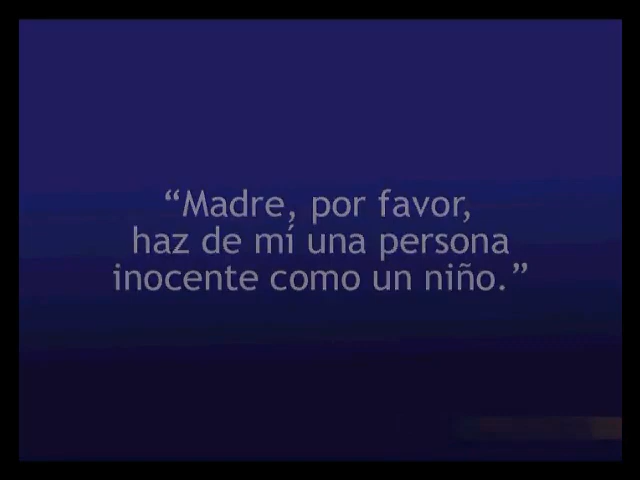 “Madre, por favor,
haz de mí una persona
inocente como un niño.”